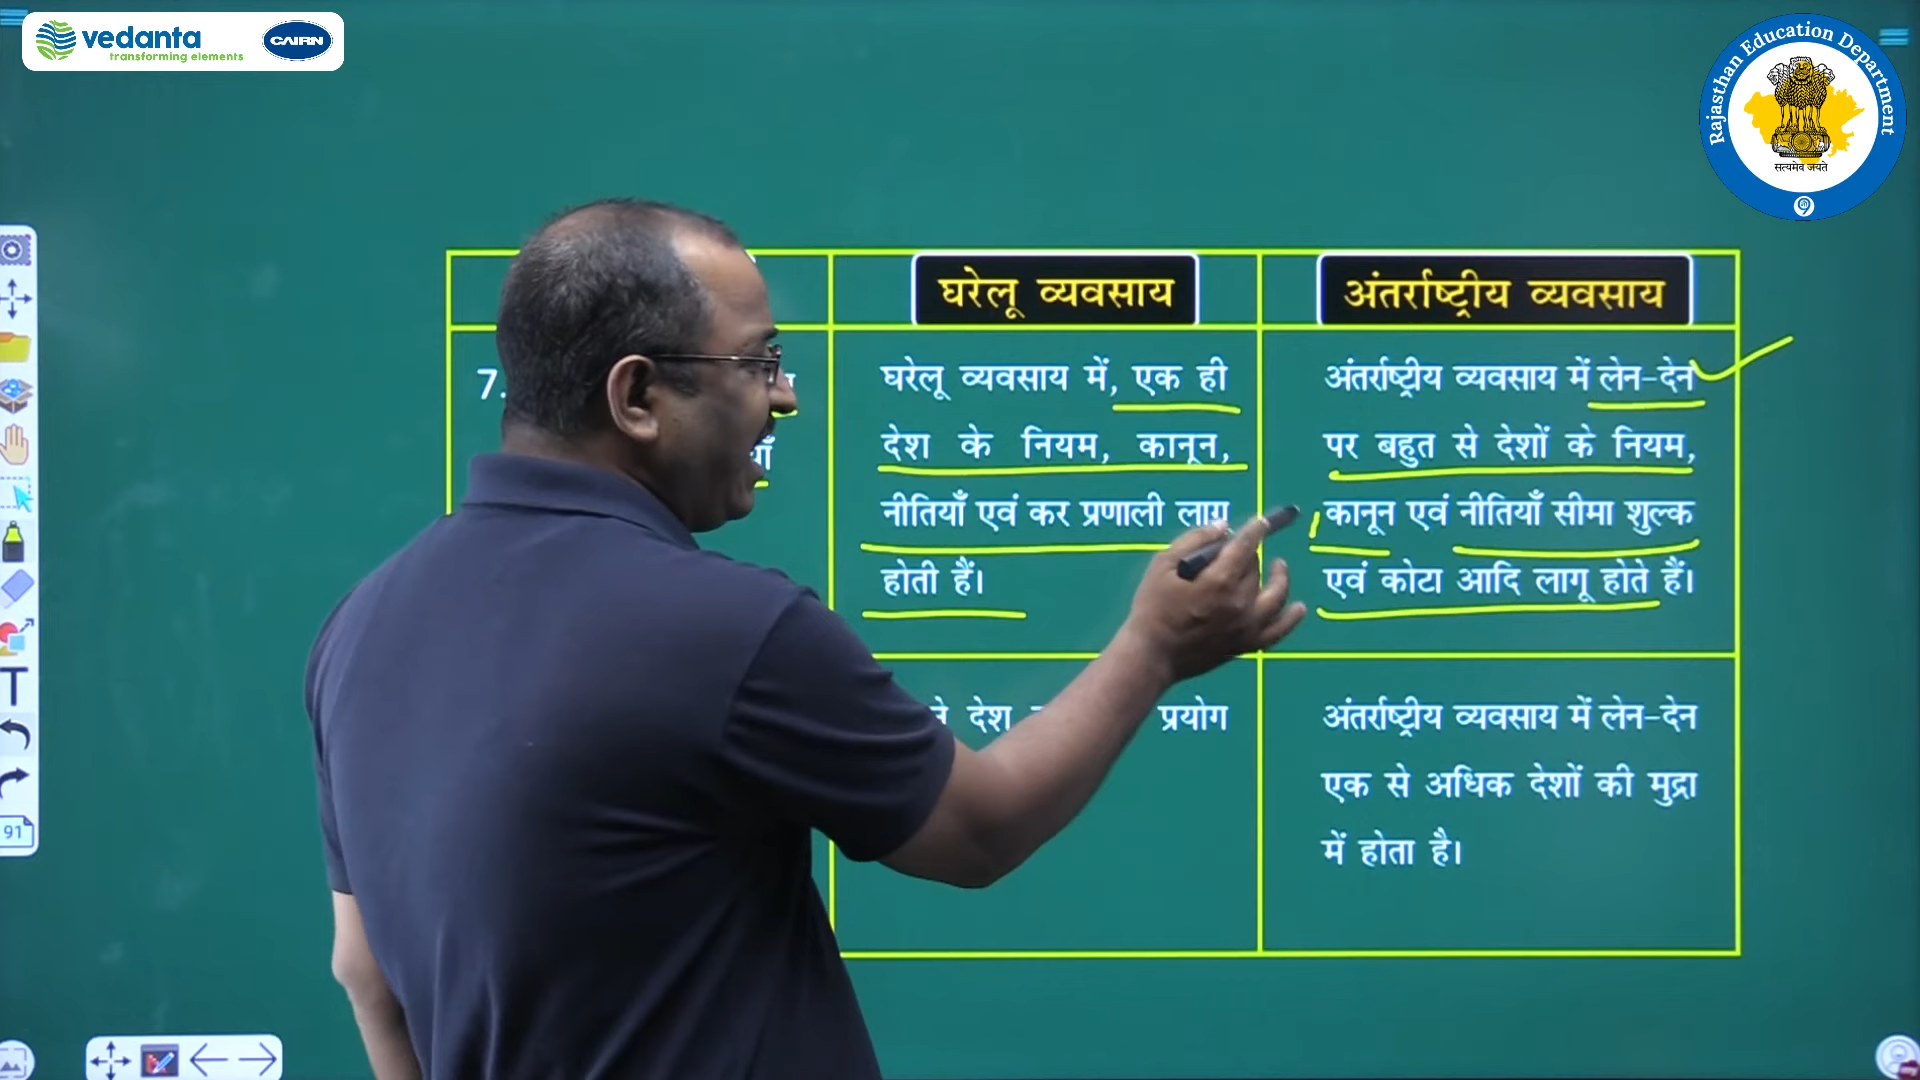 vedanta
transforming elements
CAIRN
Rajasthan Education Department
सत्यमेव जयते
घरेलू व्यवसाय
अंतर्राष्ट्रीय व्यवसाय
7.
घरेलू व्यवसाय में, एक ही
देश के नियम, कानून,
नीतियाँ एवं कर प्रणाली लागू
होती हैं।
अंतर्राष्ट्रीय व्यवसाय में लेन-देन
पर बहुत से देशों के नियम,
कानून एवं नीतियाँ सीमा शुल्क
एवं कोटा आदि लागू होते हैं।
देश
प्रयोग
अंतर्राष्ट्रीय व्यवसाय में लेन-देन
एक से अधिक देशों की मुद्रा
में होता है।
91